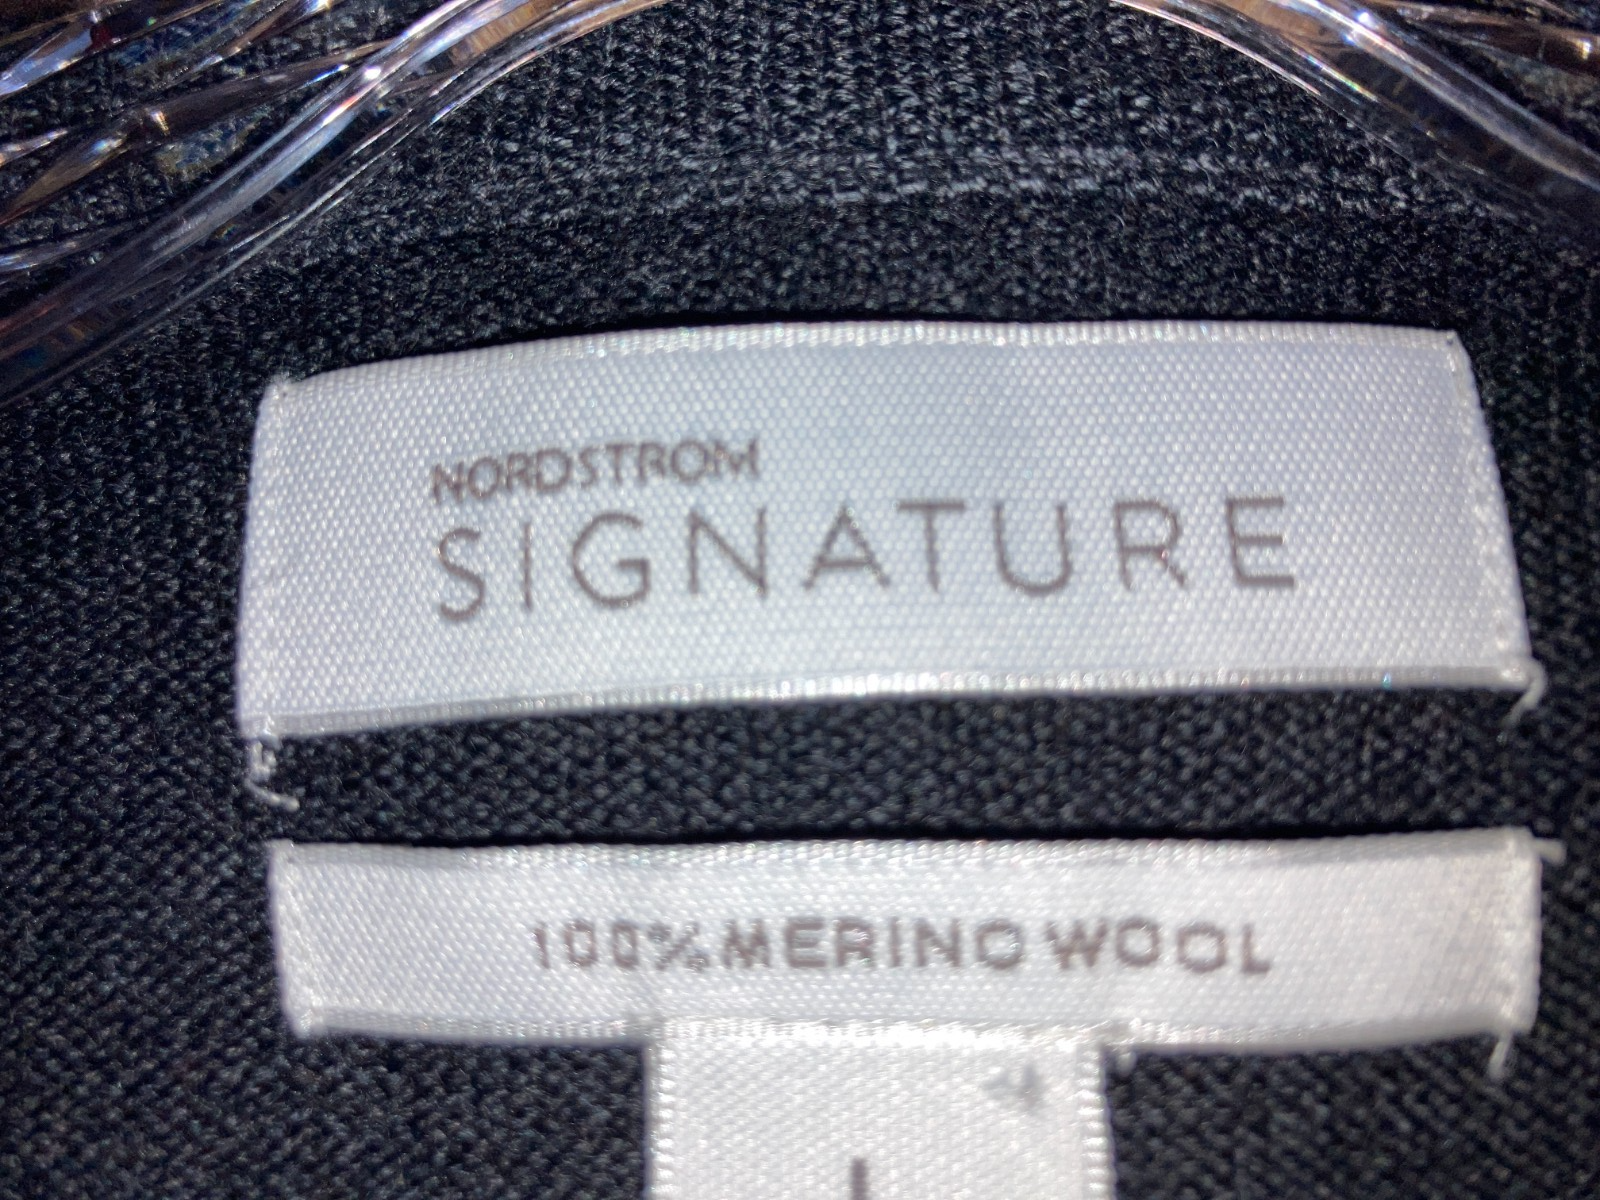 NORDSTROM
SIGNATURE
100% MERINO WOOL